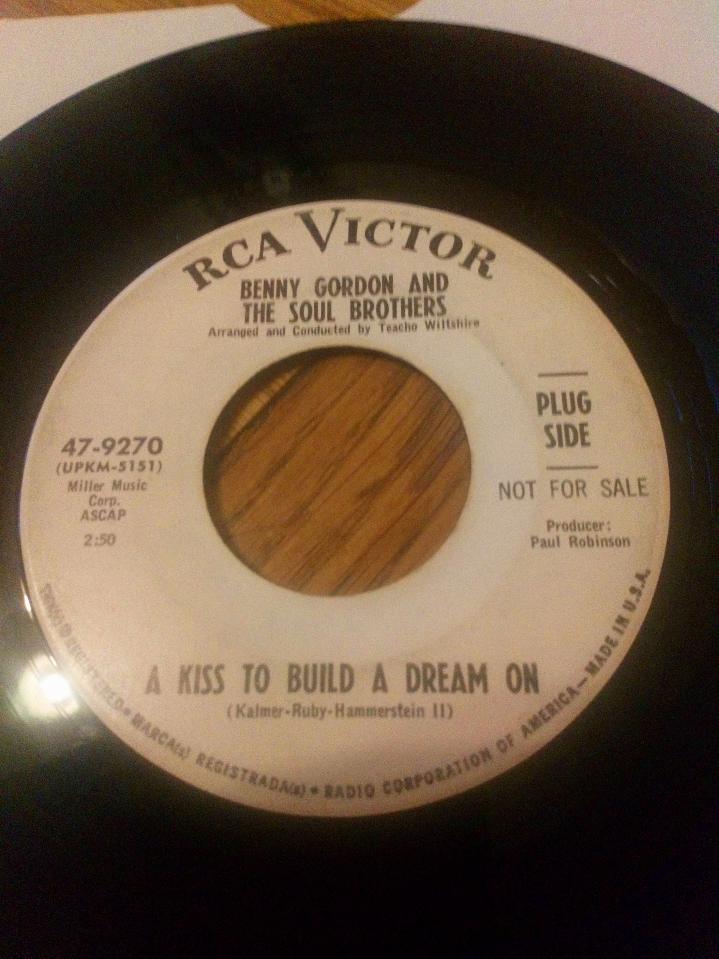 RCA VICTOR
BENNY GORDON AND
THE SOUL BROTHERS
Arranged and Conducted by Teacho Wiltshire
PLUG
SIDE
NOT FOR SALE
Producer:
Paul Robinson
47-9270
(UPKM-5151)
Miller Music
Corp.
ASCAP
2:50
A KISS TO BUILD A DREAM ON
(Kalmer-Ruby-Hammerstein II)
REGISTERED • MARCA(s) REGISTRADA(s) • RADIO CORPORATION OF AMERICA—MADE IN U.S.A.